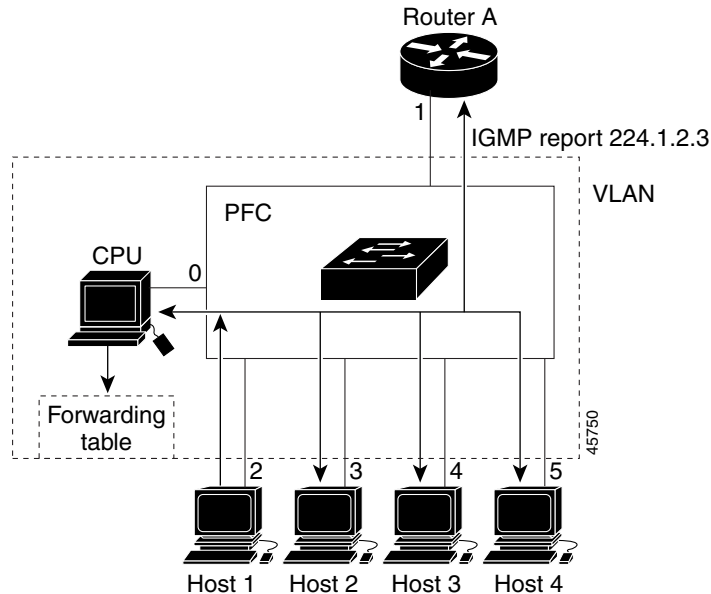 Router A
1
IGMP report 224.1.2.3
VLAN
PFC
CPU
0
Forwarding
table
45750
2
3
4
5
Host 1
Host 2
Host 3
Host 4